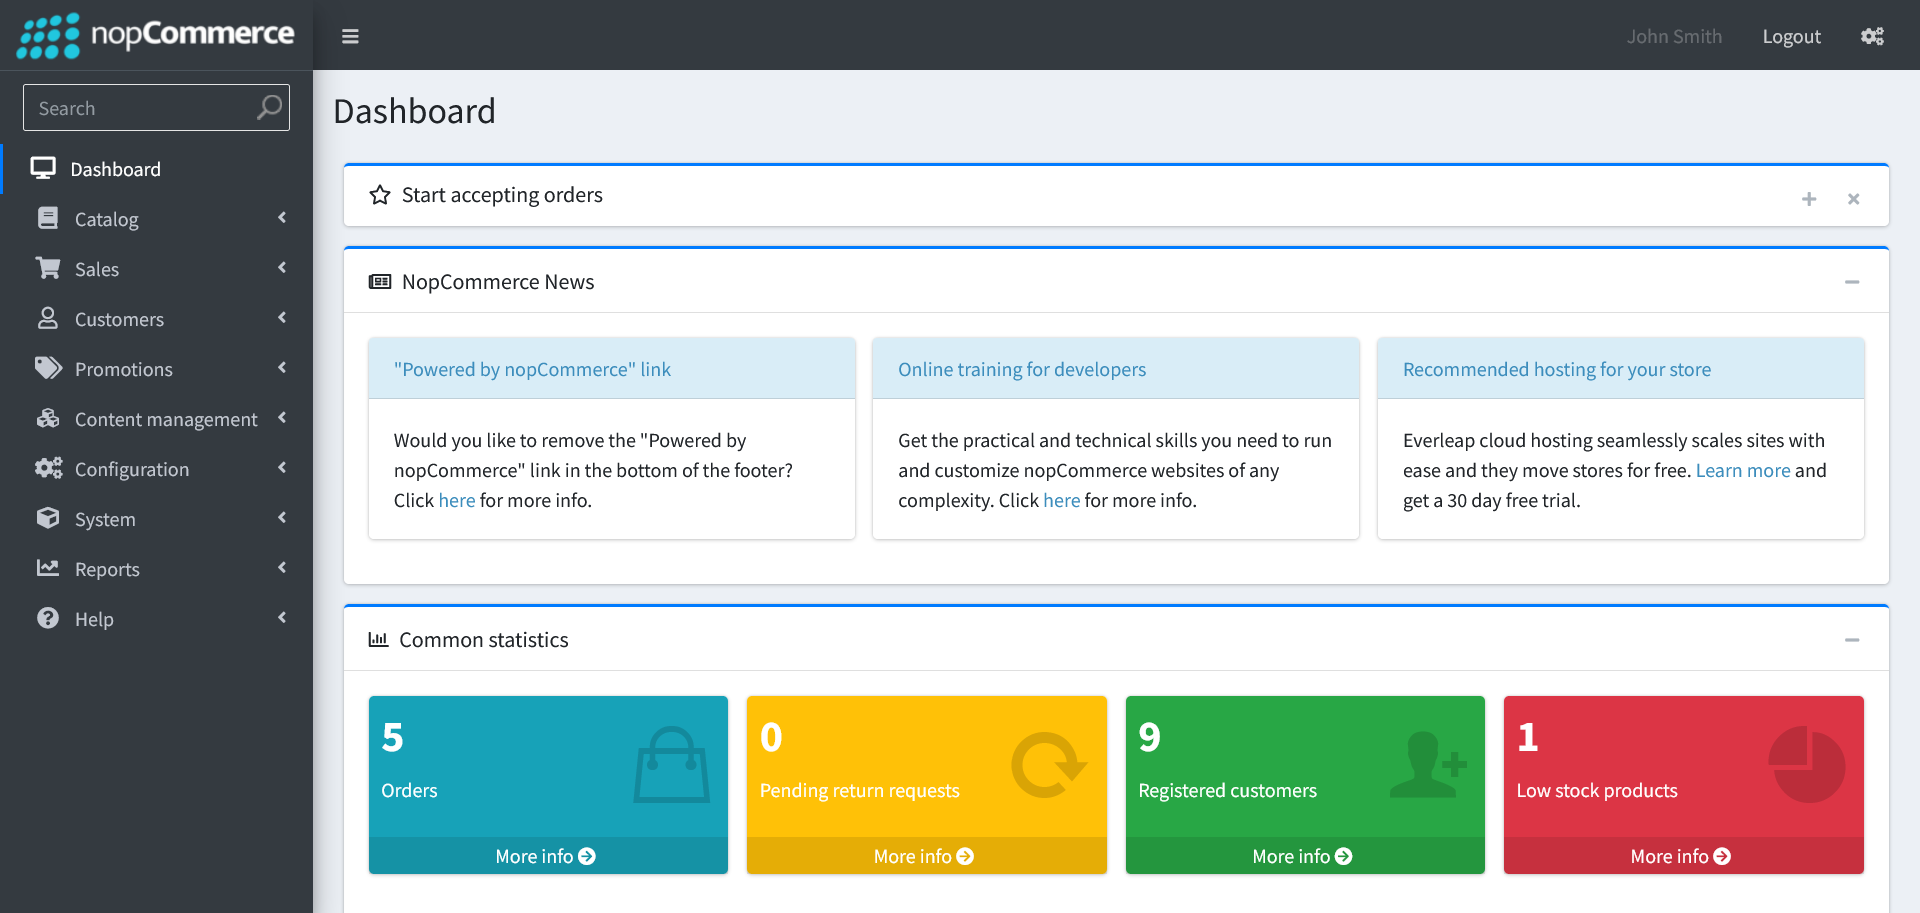 nopCommerce
John Smith
Logout
Search
Dashboard
Catalog
Sales
Customers
Promotions
Content management
Configuration
System
Reports
Help
Dashboard
Start accepting orders
NopCommerce News
"Powered by nopCommerce" link
Would you like to remove the "Powered by
nopCommerce" link in the bottom of the footer?
Click here for more info.
Online training for developers
Get the practical and technical skills you need to run
and customize nopCommerce websites of any
complexity. Click here for more info.
Recommended hosting for your store
Everleap cloud hosting seamlessly scales sites with
ease and they move stores for free. Learn more and
get a 30 day free trial.
Common statistics
5
Orders
More info
0
Pending return requests
More info
9
Registered customers
More info
1
Low stock products
More info